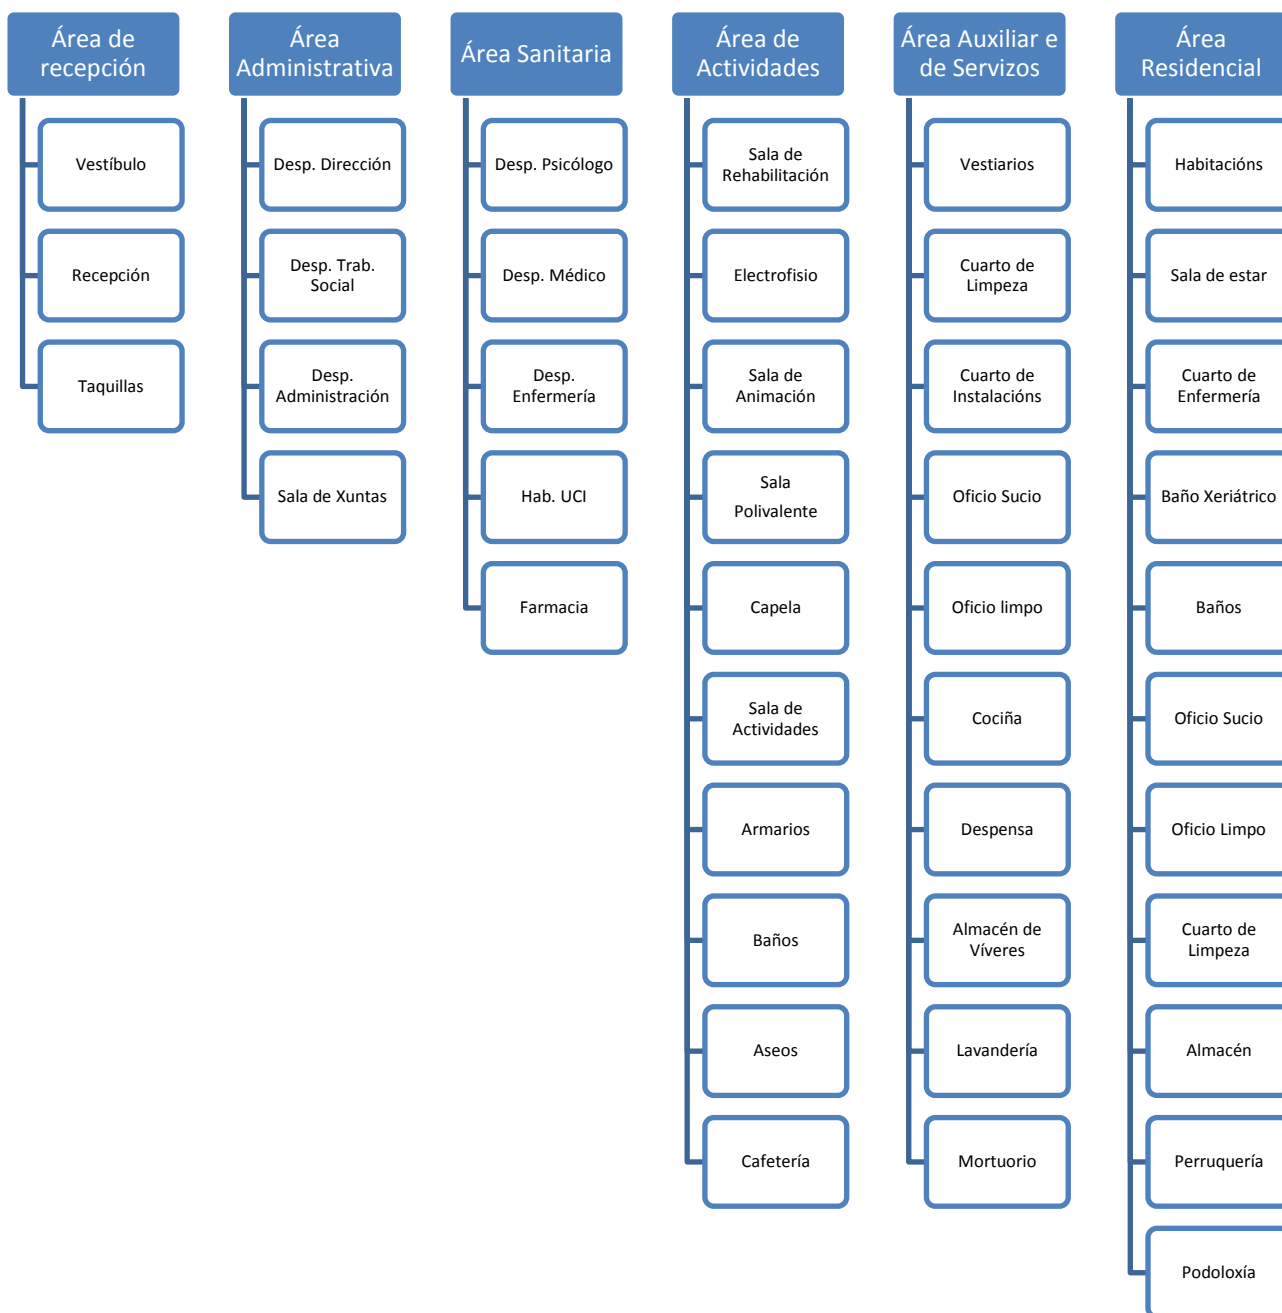 Área de
recepción
Vestíbulo
Recepción
Taquillas
Área
Administrativa
Desp. Dirección
Desp. Trab.
Social
Desp.
Administración
Sala de Xuntas
Área Sanitaria
Desp. Psicólogo
Desp. Médico
Desp.
Enfermería
Hab. UCI
Farmacia
Área de
Actividades
Sala de
Rehabilitación
Electrofisio
Sala de
Animación
Sala
Polivalente
Capela
Sala de
Actividades
Armarios
Baños
Aseos
Cafetería
Área Auxiliar e
de Servizos
Vestiarios
Cuarto de
Limpeza
Cuarto de
Instalacións
Oficio Sucio
Oficio limpo
Cociña
Despensa
Almacén de
Víveres
Lavandería
Mortuorio
Área
Residencial
Habitacións
Sala de estar
Cuarto de
Enfermería
Baño Xeriátrico
Baños
Oficio Sucio
Oficio Limpo
Cuarto de
Limpeza
Almacén
Perruquería
Podoloxía